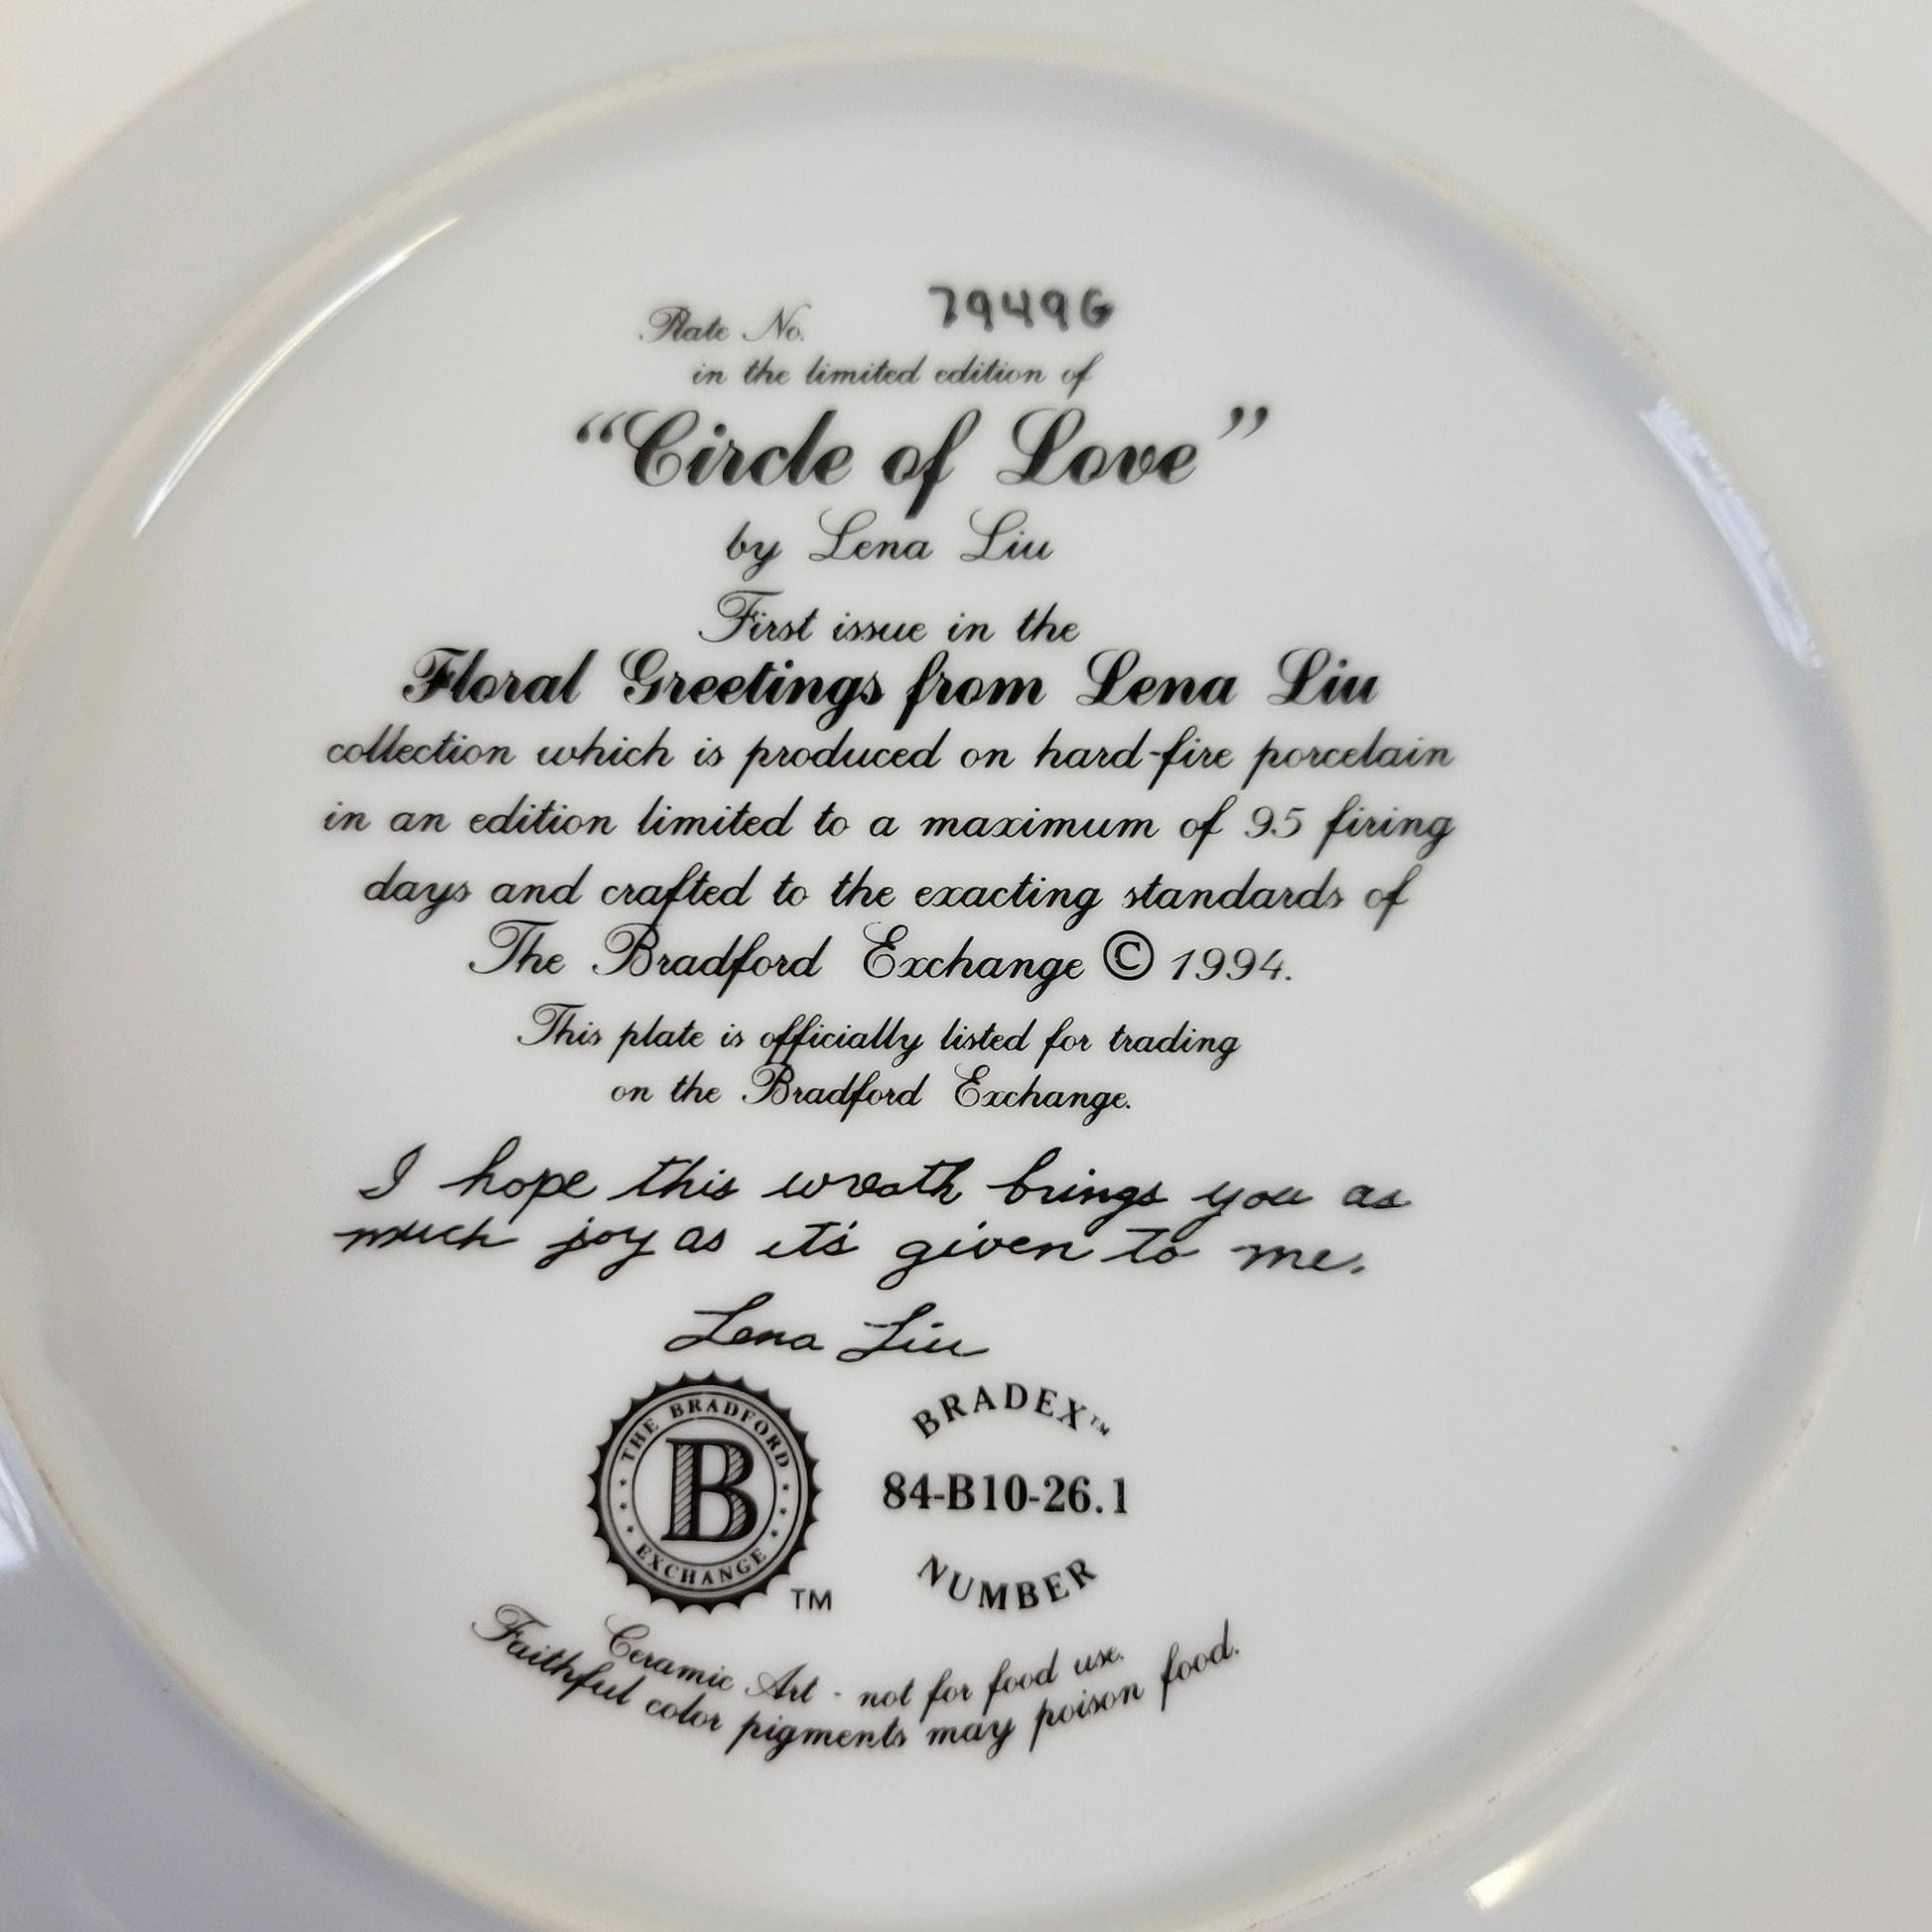 Plate No. 7949G
in the limited edition of
“Circle of Love”
by Lena Liu
First issue in the
Floral Greetings from Lena Liu
collection which is produced on hard-fire porcelain
in an edition limited to a maximum of 95 firing
days and crafted to the exacting standards of
The Bradford Exchange © 1994.
This plate is officially listed for trading
on the Bradford Exchange.
I hope this wreath brings you as
much joy as it's given to me.
Lena Liu
THE BRADFORD
B
EXCHANGE
TM
BRADEX™
84-B10-26.1
NUMBER
Ceramic Art - not for food use.
Faithful color pigments may poison food.